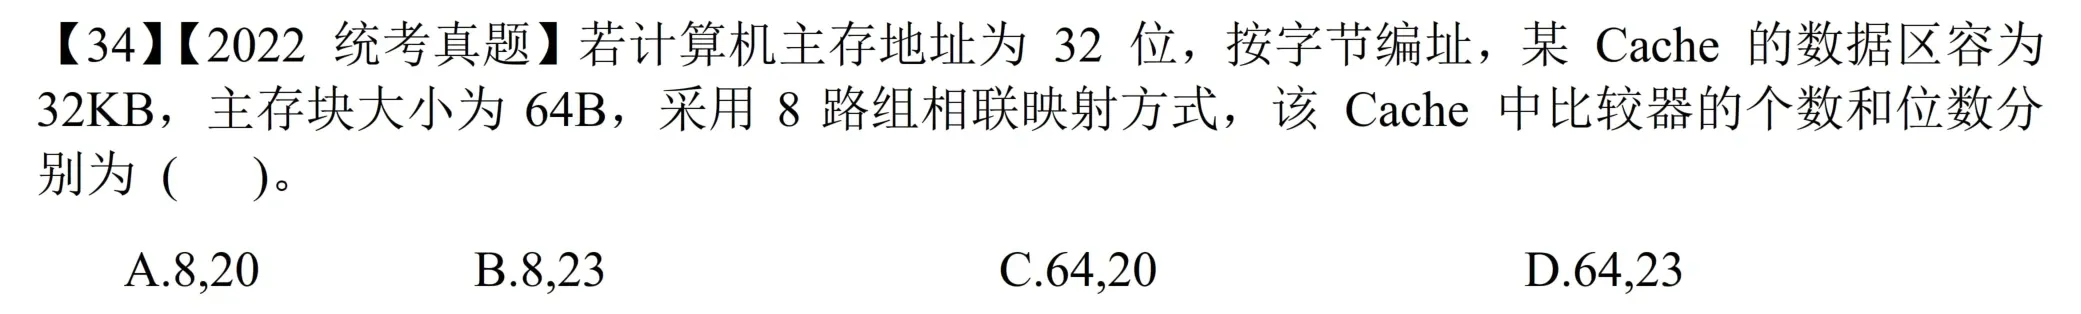 【34】【2022 统考真题】若计算机主存地址为 32 位，按字节编址，某 Cache 的数据区容为
32KB，主存块大小为 64B，采用 8 路组相联映射方式，该 Cache 中比较器的个数和位数分
别为 (    )。
A.8,20    B.8,23    C.64,20    D.64,23